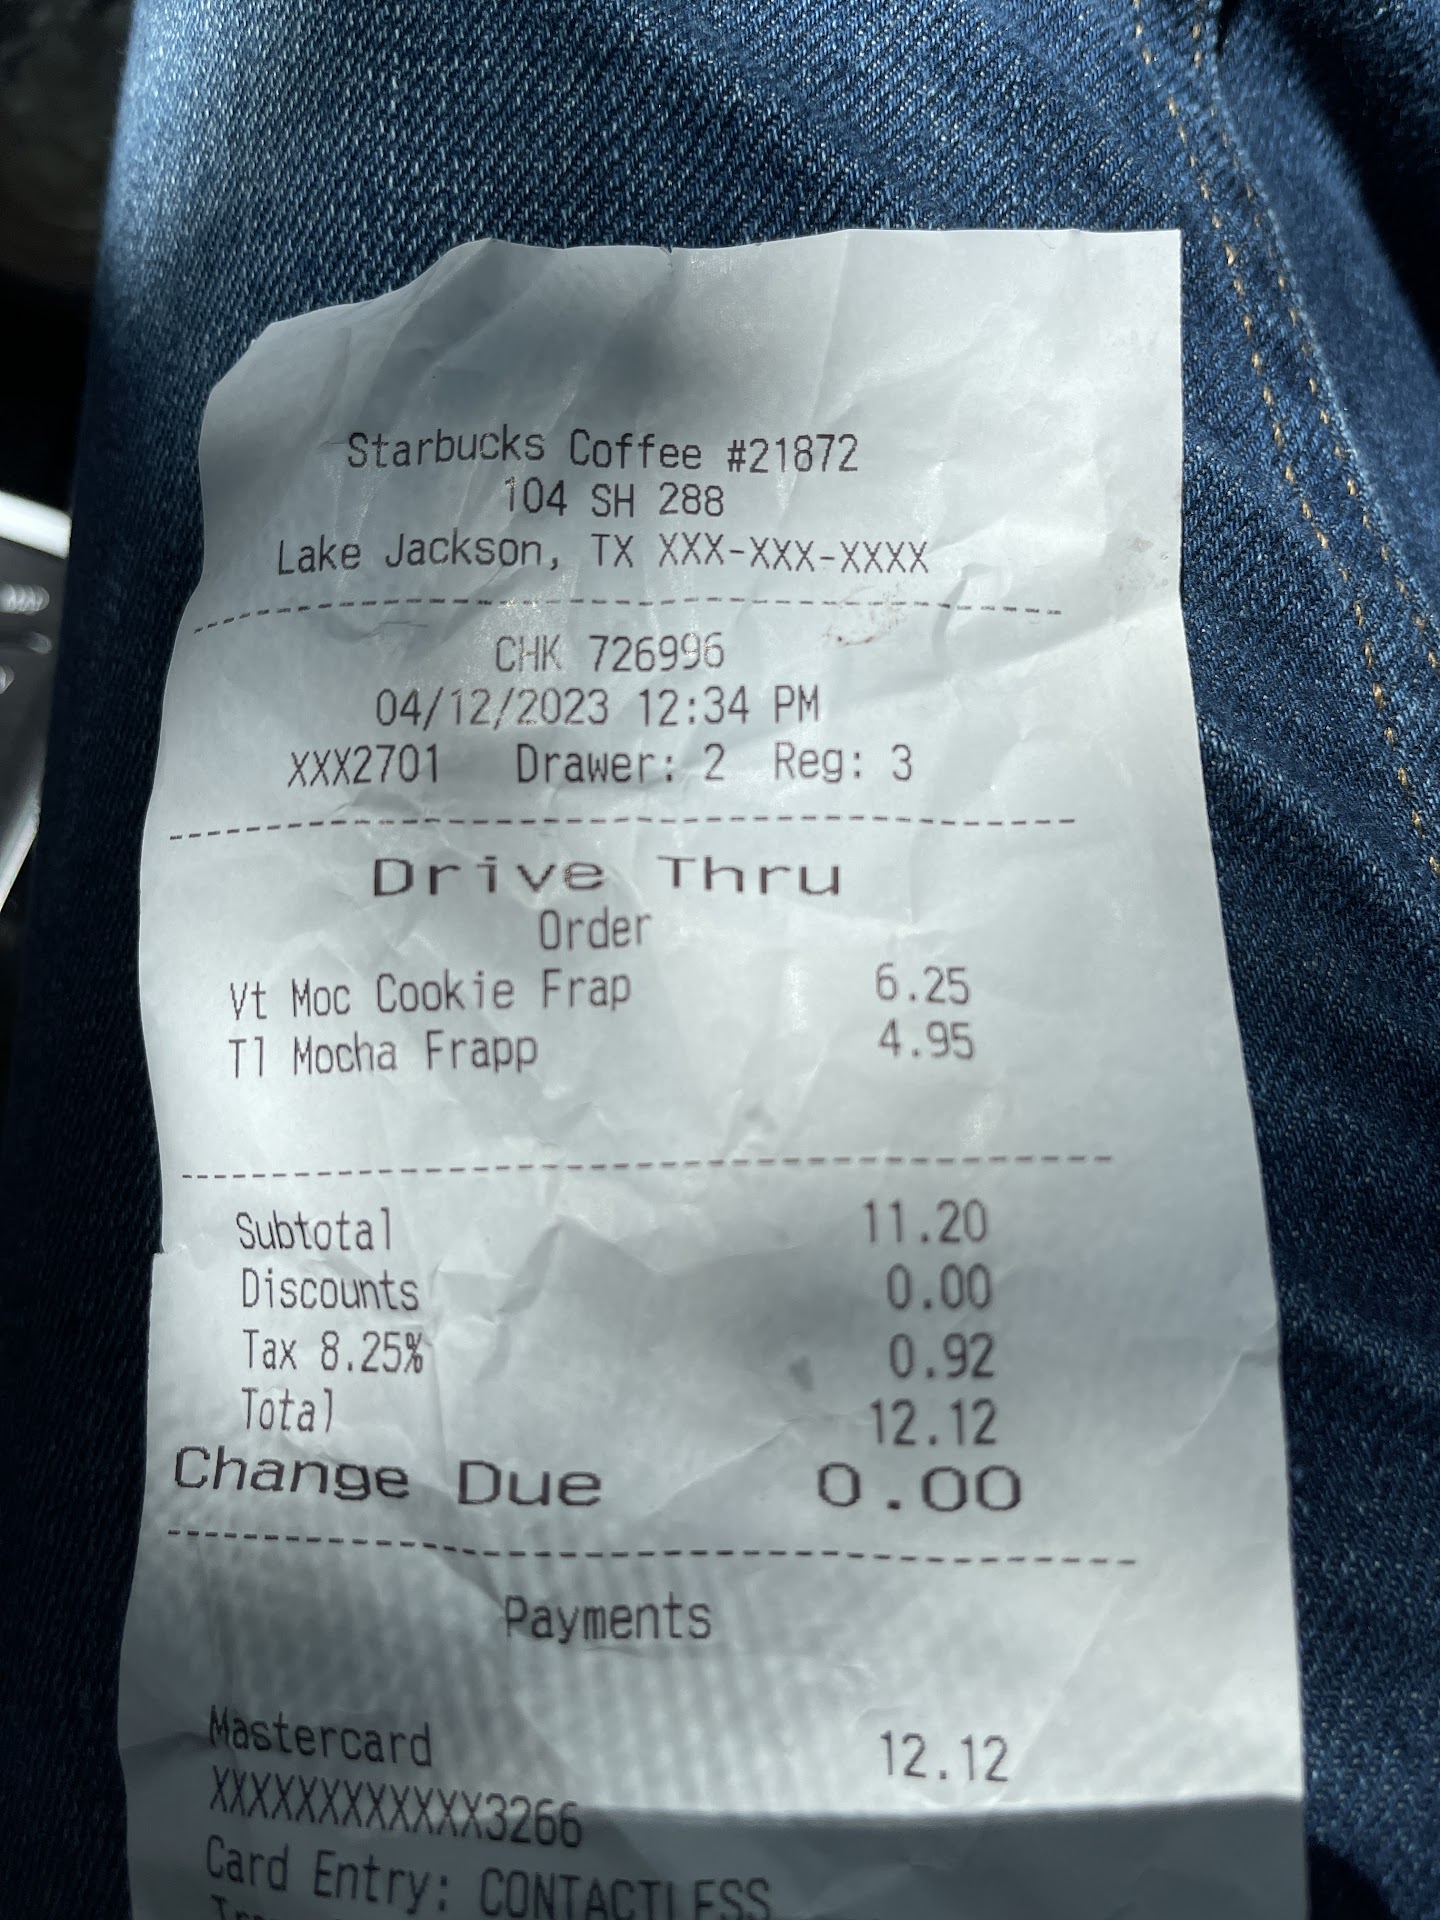 Starbucks Coffee #21872
104 SH 288
Lake Jackson, TX XXX-XXX-XXXX
CHK 726996
04/12/2023 12:34 PM
XXX2701 Drawer: 2 Reg: 3
Drive Thru
Order
Vt Moc Cookie Frap 6.25
Tl Mocha Frapp 4.95
Subtotal 11.20
Discounts 0.00
Tax 8.25% 0.92
Total 12.12
Change Due 0.00
Payments
Mastercard 12.12
XXXXXXXXXXXX3266
Card Entry: CONTACTLESS